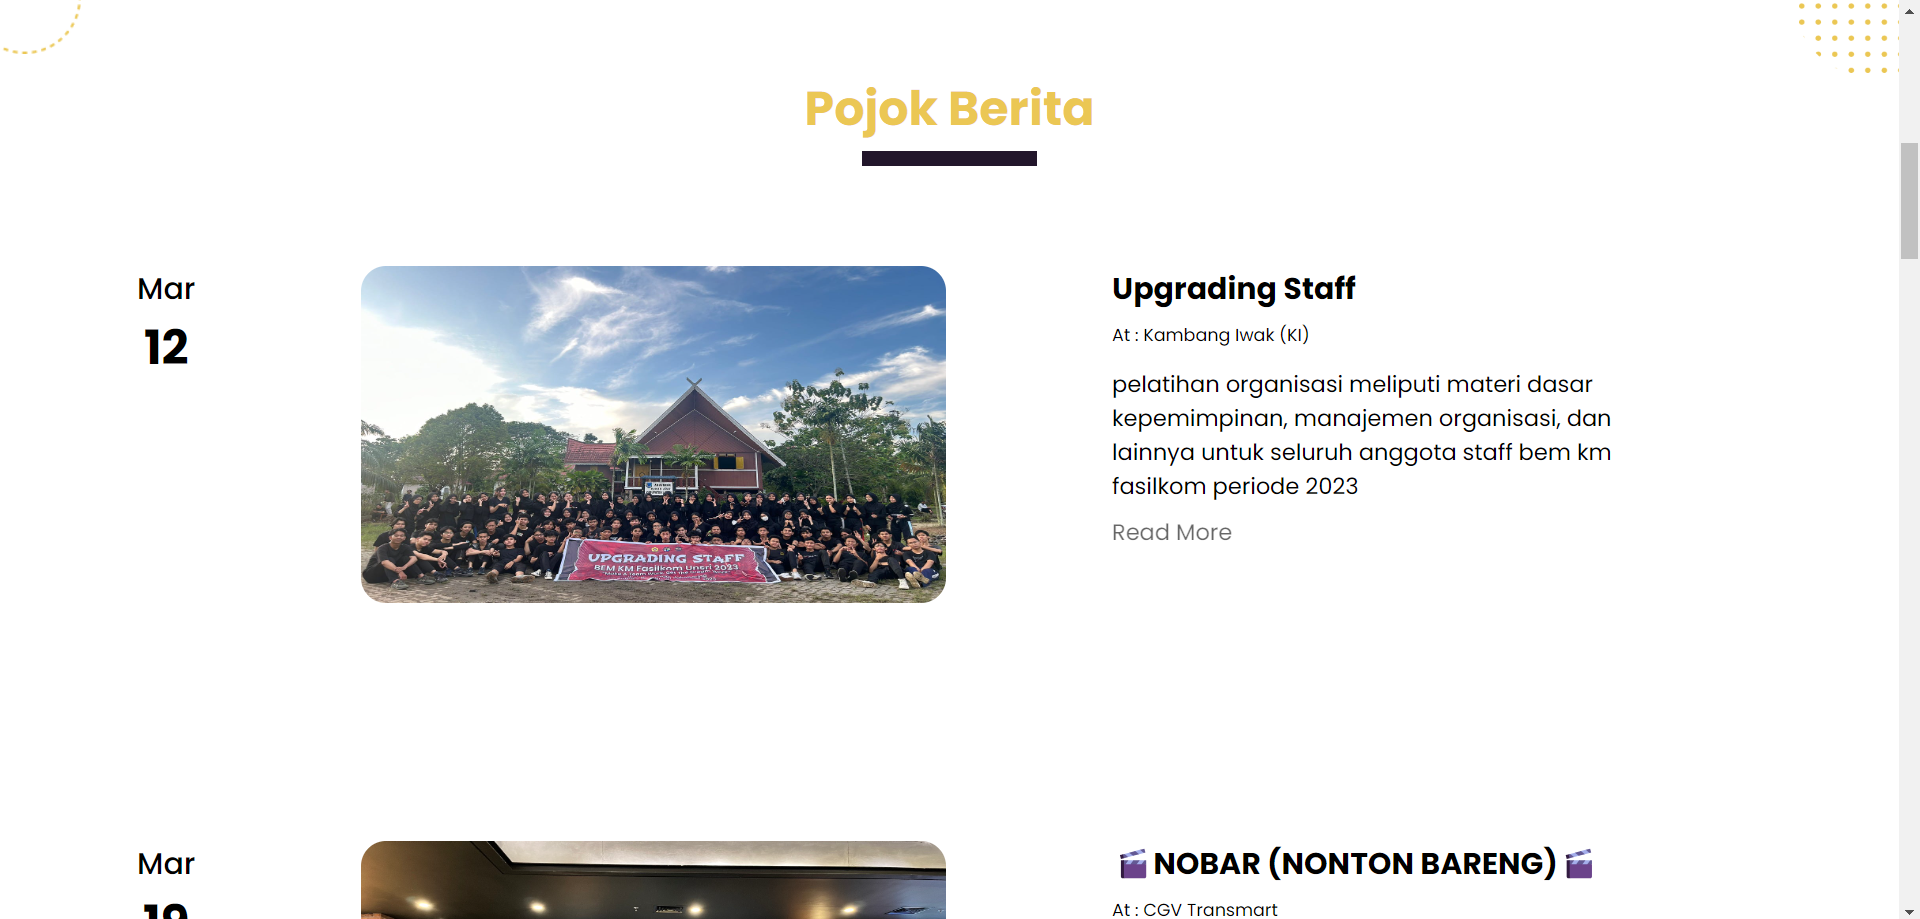 Pojok Berita
Mar
12
UPGRADING STAFF
BEM KM Fasilkom Unsri 2023
Upgrading Staff
At : Kambang Iwak (KI)
pelatihan organisasi meliputi materi dasar
kepemimpinan, manajemen organisasi, dan
lainnya untuk seluruh anggota staff bem km
fasilkom periode 2023
Read More
Mar
19
🎬 NOBAR (NONTON BARENG) 🎬
At : CGV Transmart